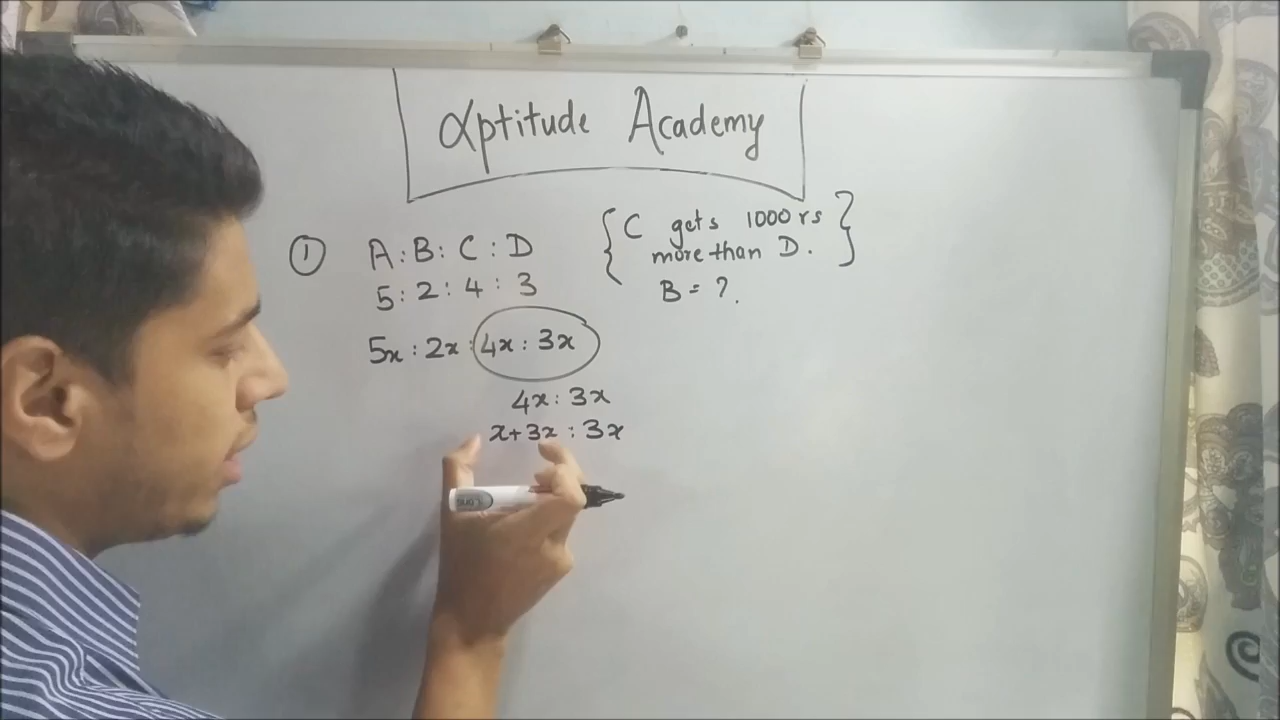 αptitude Academy
① A : B : C : D
5 : 2 : 4 : 3
{ C gets 1000 rs
more than D. }
B = ?.
5x : 2x : 4x : 3x
4x : 3x
x+3x : 3x